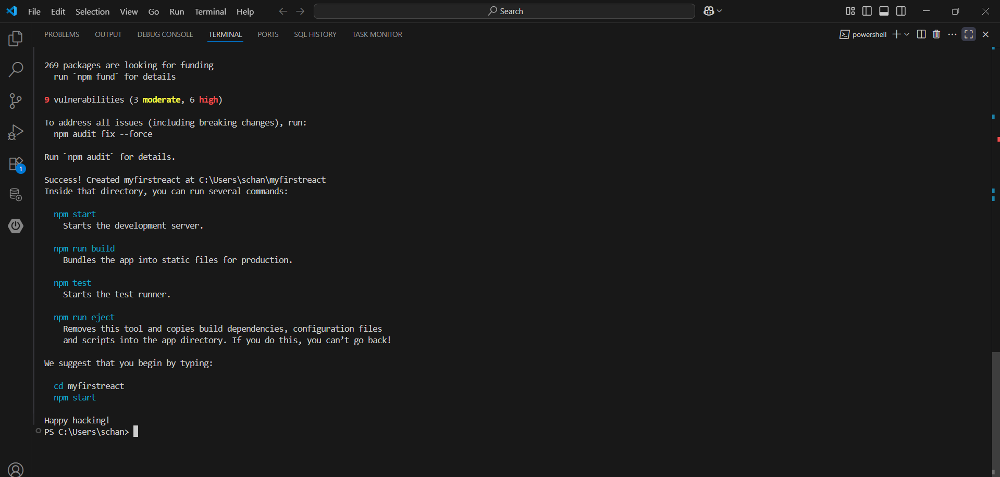 File Edit Selection View Go Run Terminal Help Search
PROBLEMS OUTPUT DEBUG CONSOLE TERMINAL PORTS SQL HISTORY TASK MONITOR powershell
269 packages are looking for funding
  run `npm fund` for details
9 vulnerabilities (3 moderate, 6 high)
To address all issues (including breaking changes), run:
  npm audit fix --force
Run `npm audit` for details.
1
Success! Created myfirstreact at C:\Users\schan\myfirstreact
Inside that directory, you can run several commands:
  npm start
    Starts the development server.
  npm run build
    Bundles the app into static files for production.
  npm test
    Starts the test runner.
  npm run eject
    Removes this tool and copies build dependencies, configuration files
    and scripts into the app directory. If you do this, you can’t go back!
We suggest that you begin by typing:
  cd myfirstreact
  npm start
Happy hacking!
PS C:\Users\schan>